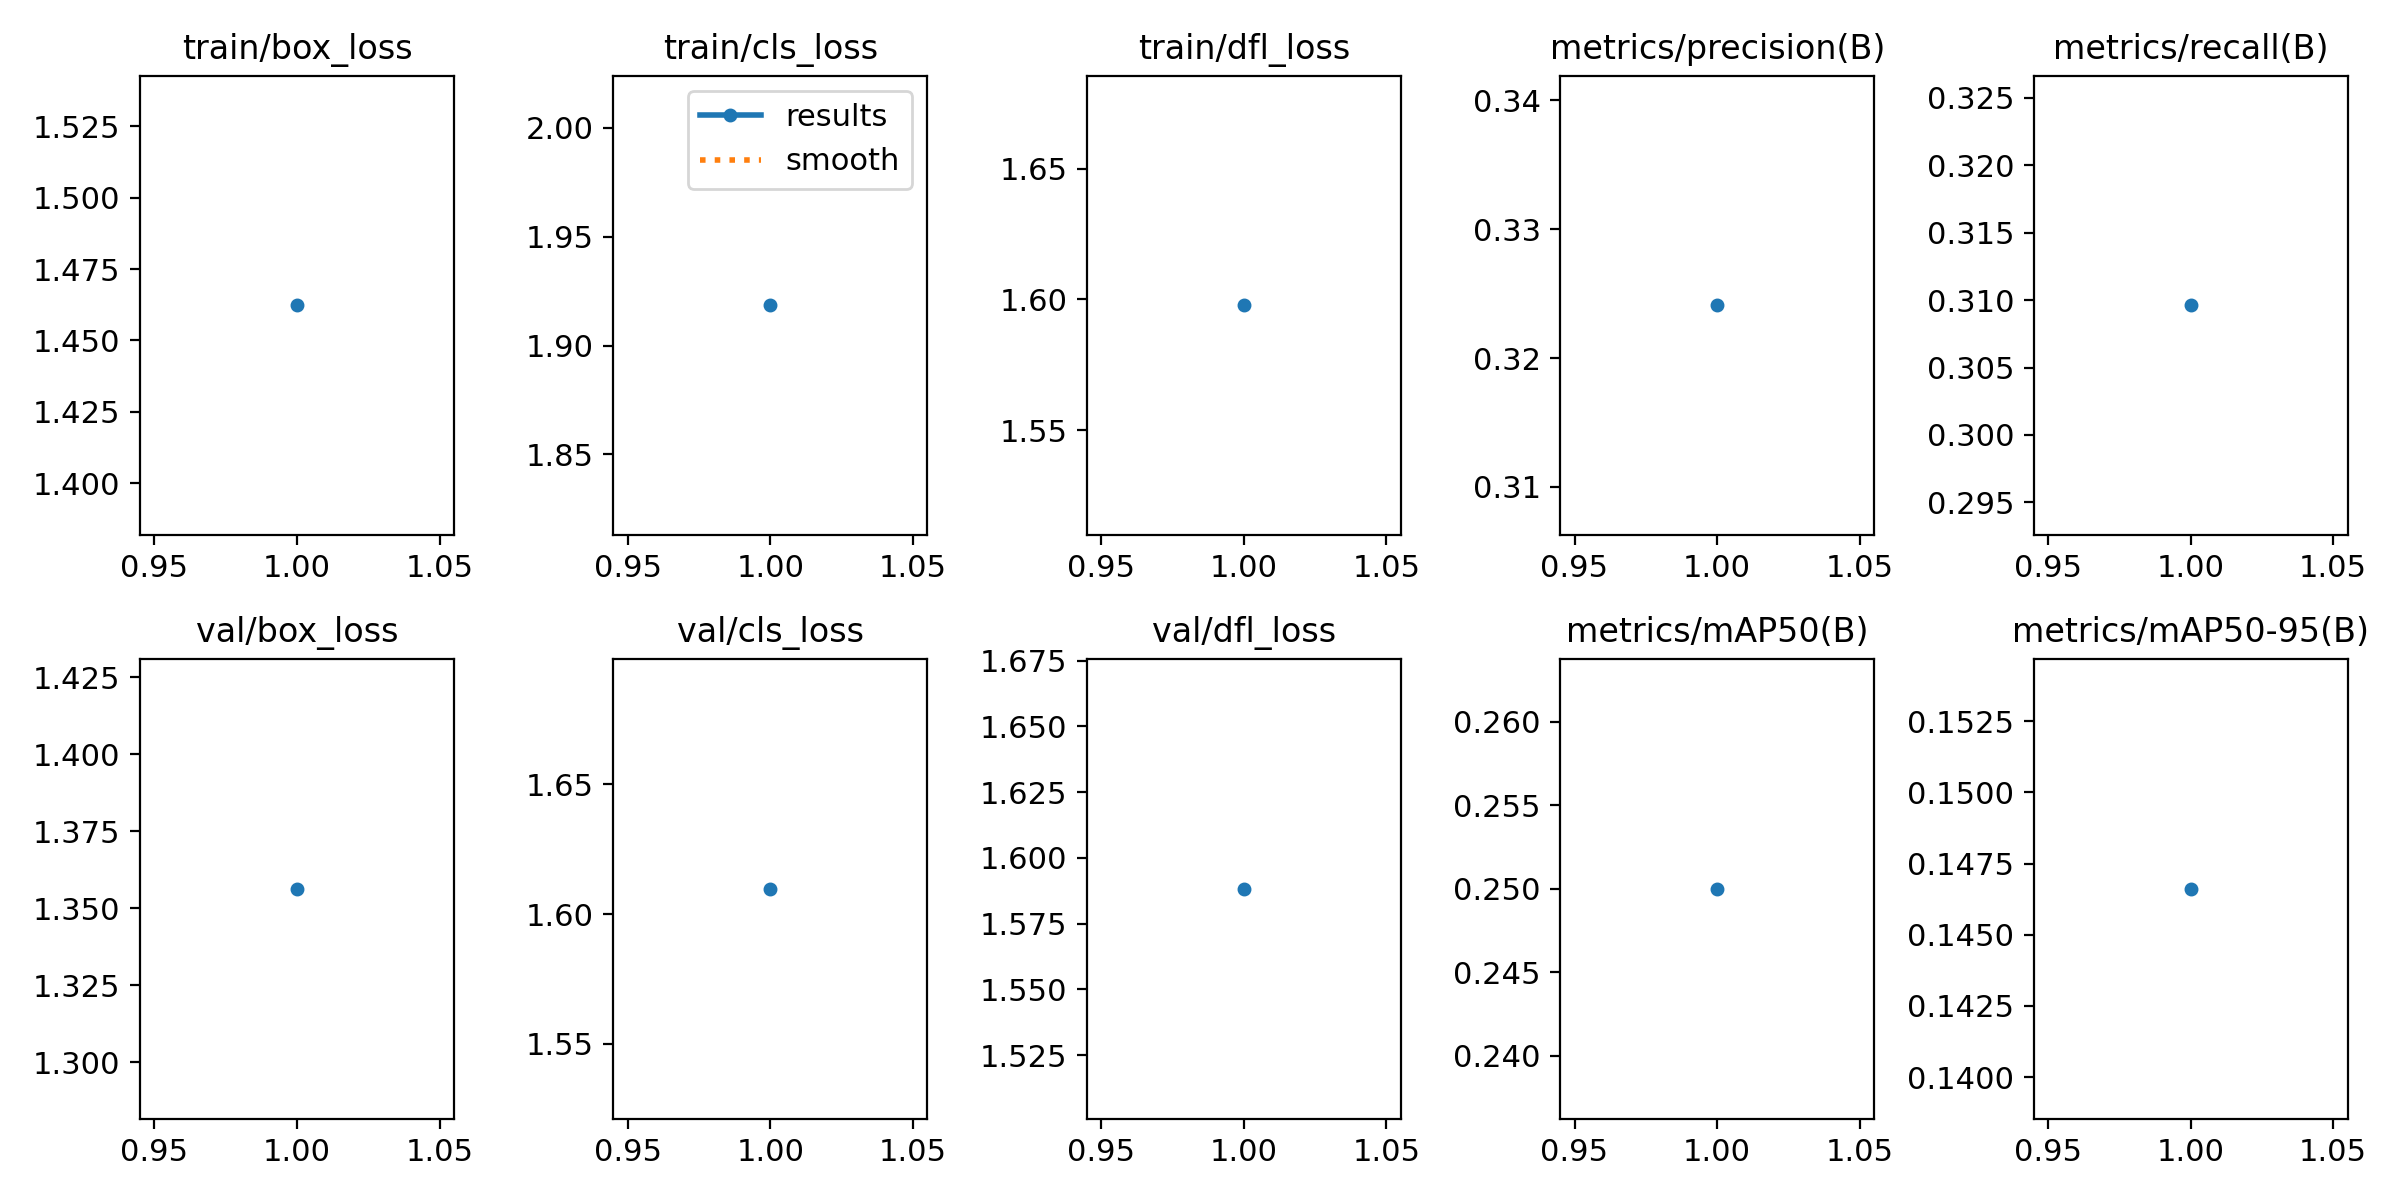 train/box_loss
1.525
1.500
1.475
1.450
1.425
1.400
0.95 1.00 1.05
train/cls_loss
results
smooth
2.00
1.95
1.90
1.85
0.95 1.00 1.05
train/dfl_loss
1.65
1.60
1.55
0.95 1.00 1.05
metrics/precision(B)
0.34
0.33
0.32
0.31
0.95 1.00 1.05
metrics/recall(B)
0.325
0.320
0.315
0.310
0.305
0.300
0.295
0.95 1.00 1.05
val/box_loss
1.425
1.400
1.375
1.350
1.325
1.300
0.95 1.00 1.05
val/cls_loss
1.65
1.60
1.55
0.95 1.00 1.05
val/dfl_loss
1.675
1.650
1.625
1.600
1.575
1.550
1.525
0.95 1.00 1.05
metrics/mAP50(B)
0.260
0.255
0.250
0.245
0.240
0.95 1.00 1.05
metrics/mAP50-95(B)
0.1525
0.1500
0.1475
0.1450
0.1425
0.1400
0.95 1.00 1.05